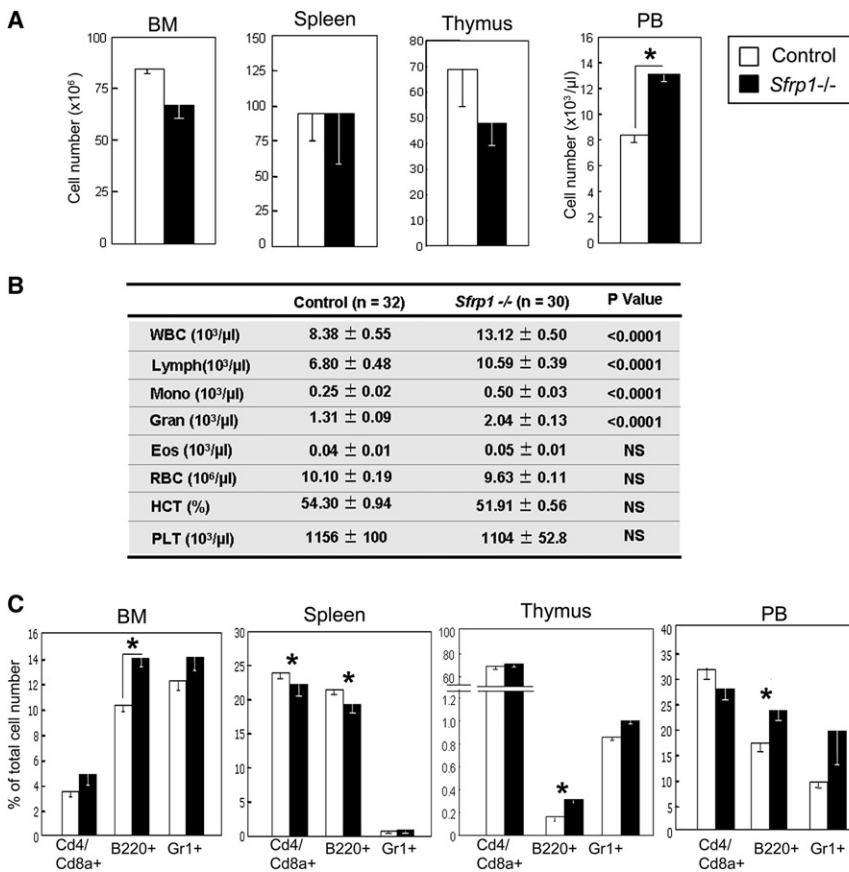 A
BM
Spleen
Thymus
PB
Cell number (x10⁶)
100
75
50
25
0
150
125
100
75
50
25
0
80
70
60
50
40
30
20
10
0
Cell number (x10³/µl)
16
14
12
10
8
6
4
2
0
*
Control
Sfrp1-/-
B
Control (n = 32) Sfrp1 -/- (n = 30) P Value
WBC (10³/µl) 8.38 ± 0.55 13.12 ± 0.50 <0.0001
Lymph(10³/µl) 6.80 ± 0.48 10.59 ± 0.39 <0.0001
Mono (10³/µl) 0.25 ± 0.02 0.50 ± 0.03 <0.0001
Gran (10³/µl) 1.31 ± 0.09 2.04 ± 0.13 <0.0001
Eos (10³/µl) 0.04 ± 0.01 0.05 ± 0.01 NS
RBC (10⁶/µl) 10.10 ± 0.19 9.63 ± 0.11 NS
HCT (%) 54.30 ± 0.94 51.91 ± 0.56 NS
PLT (10³/µl) 1156 ± 100 1104 ± 52.8 NS
C
BM
Spleen
Thymus
PB
% of total cell number
16
14
12
10
8
6
4
2
0
*
Cd4/ B220+ Gr1+
Cd8a+
30
25
20
15
10
5
0
* *
Cd4/ B220+ Gr1+
Cd8a+
100
80
60
1.0
0.8
0.6
0.4
0.2
0
*
Cd4/ B220+ Gr1+
Cd8a+
35
30
25
20
15
10
5
0
*
Cd4/ B220+ Gr1+
Cd8a+